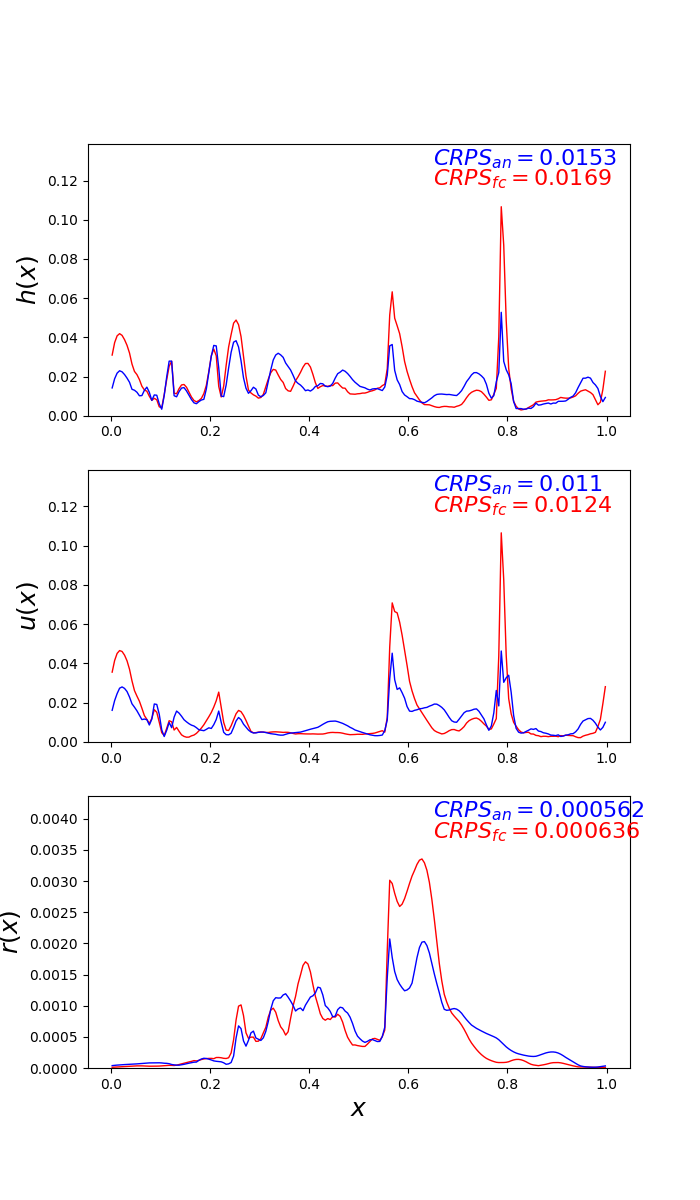 CRPS_an = 0.0153
CRPS_fc = 0.0169
0.12
0.10
0.08
0.06
0.04
0.02
0.00
h(x)
0.0 0.2 0.4 0.6 0.8 1.0
CRPS_an = 0.011
CRPS_fc = 0.0124
0.12
0.10
0.08
0.06
0.04
0.02
0.00
u(x)
0.0 0.2 0.4 0.6 0.8 1.0
CRPS_an = 0.000562
CRPS_fc = 0.000636
0.0040
0.0035
0.0030
0.0025
0.0020
0.0015
0.0010
0.0005
0.0000
r(x)
0.0 0.2 0.4 0.6 0.8 1.0
x